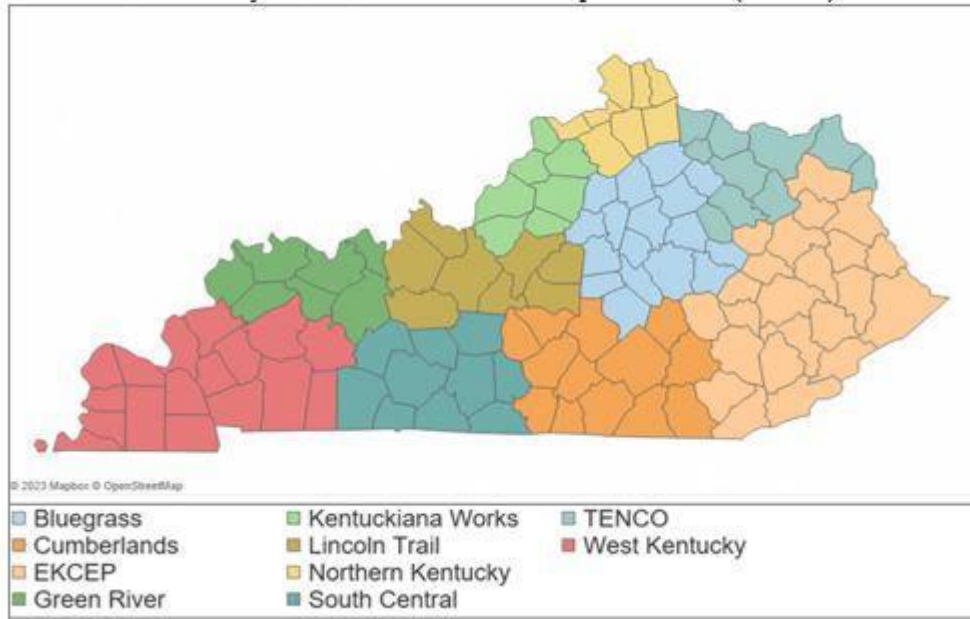 © 2023 Mapbox © OpenStreetMap
Bluegrass
Cumberlands
EKCEP
Green River
Kentuckiana Works
Lincoln Trail
Northern Kentucky
South Central
TENCO
West Kentucky